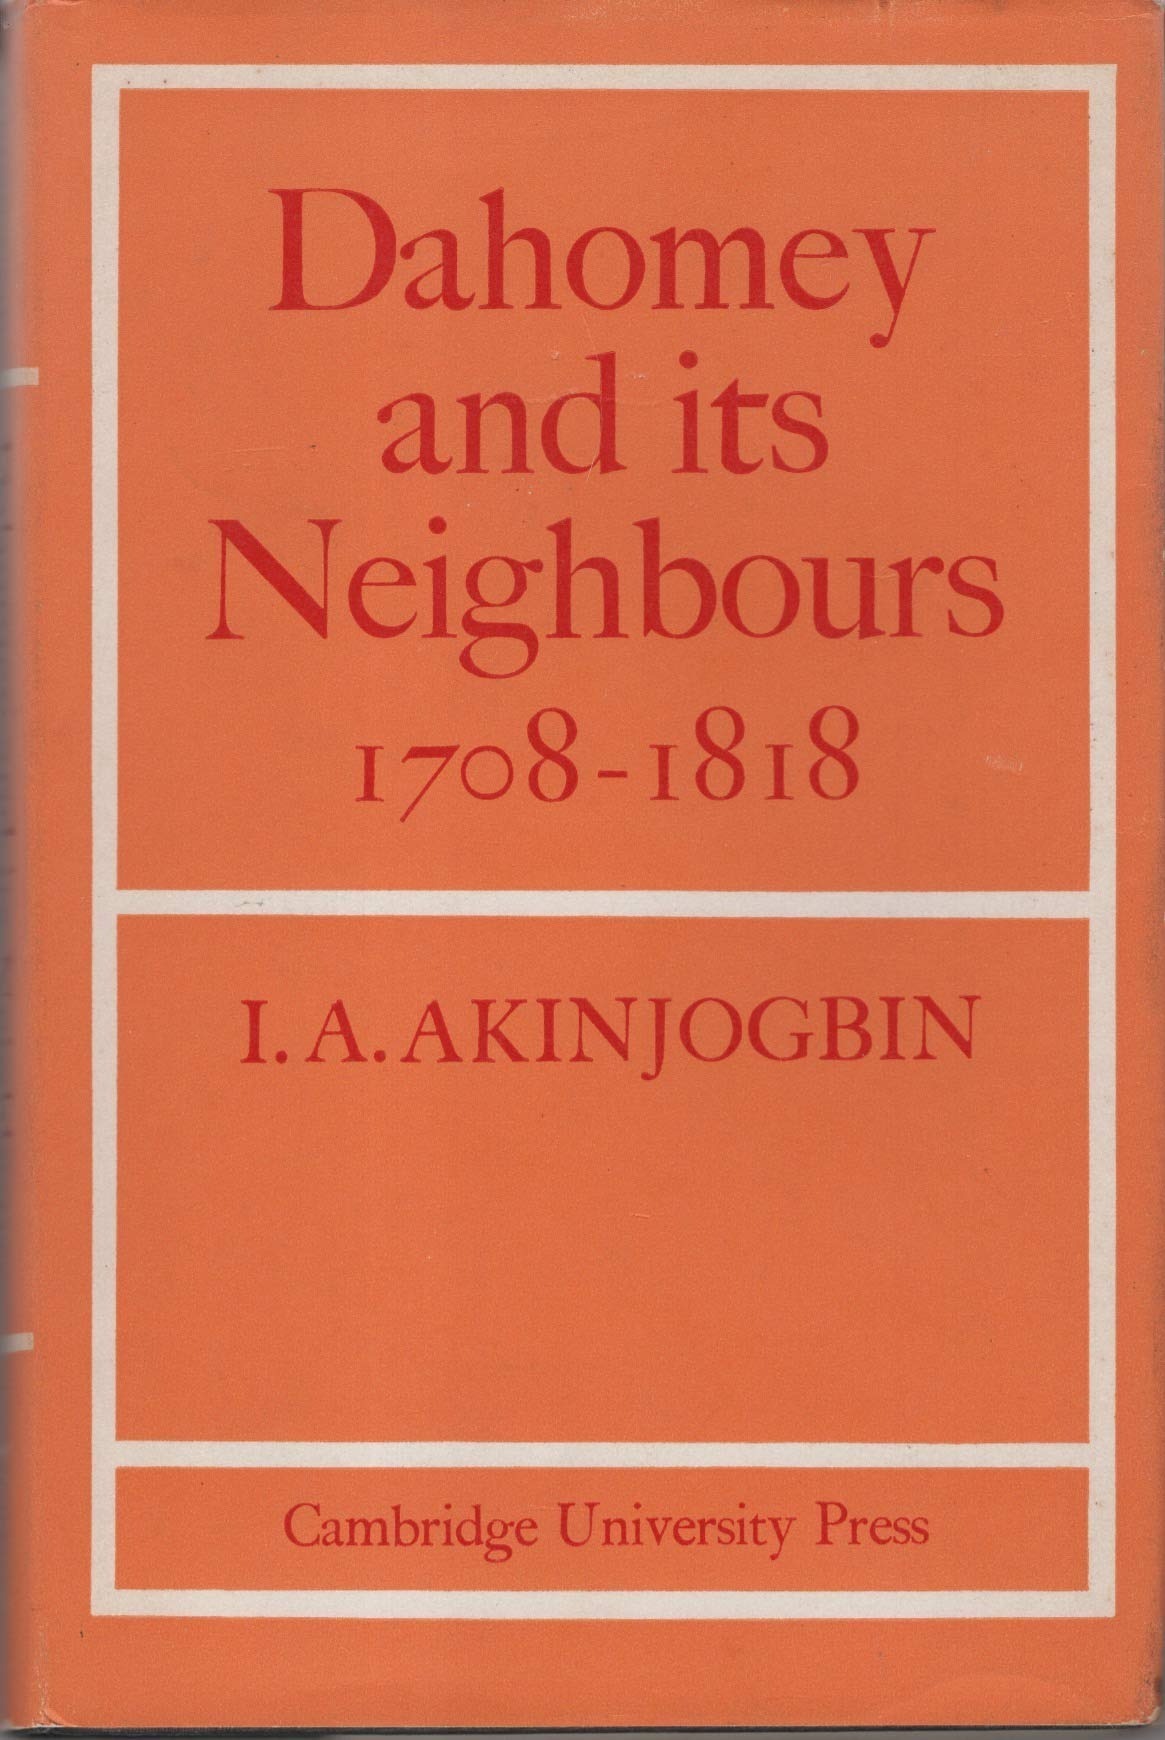 Dahomey
and its
Neighbours
1708-1818
I. A. AKINJOGBIN
Cambridge University Press